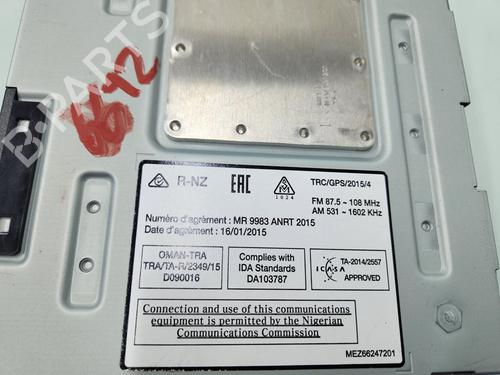 B-PARTS
6642
R-NZ
EAC
1024
TRC/GPS/2015/4
FM 87.5 ~ 108 MHz
AM 531 ~ 1602 KHz
Numéro d'agrément : MR 9983 ANRT 2015
Date d'agrément : 16/01/2015
OMAN-TRA
TRA/TA-R/2349/15
D090016
Complies with
IDA Standards
DA103787
ICASA
TA-2014/2557
APPROVED
Connection and use of this communications
equipment is permitted by the Nigerian
Communications Commission
MEZ66247201